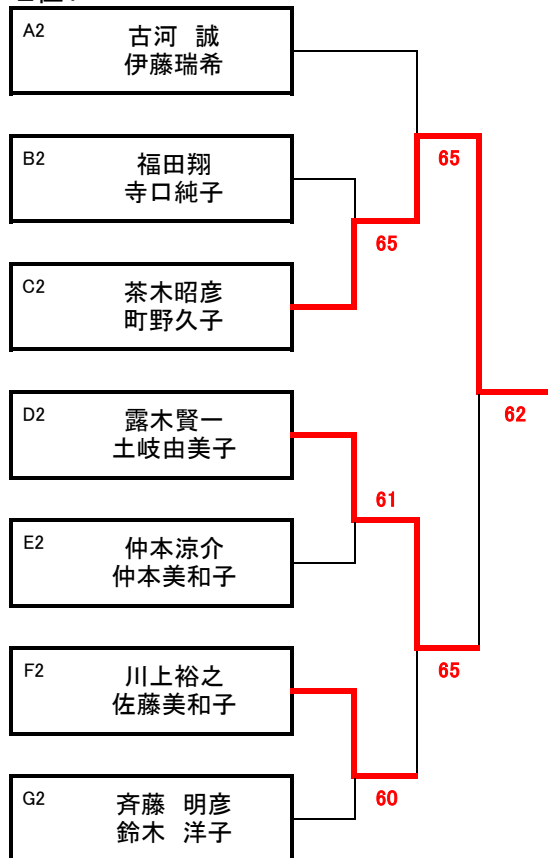 A2
古河 誠
伊藤瑞希
B2
福田翔
寺口純子
C2
茶木昭彦
町野久子
D2
露木賢一
土岐由美子
E2
仲本涼介
仲本美和子
F2
川上裕之
佐藤美和子
G2
斉藤 明彦
鈴木 洋子
65
65
62
61
65
60